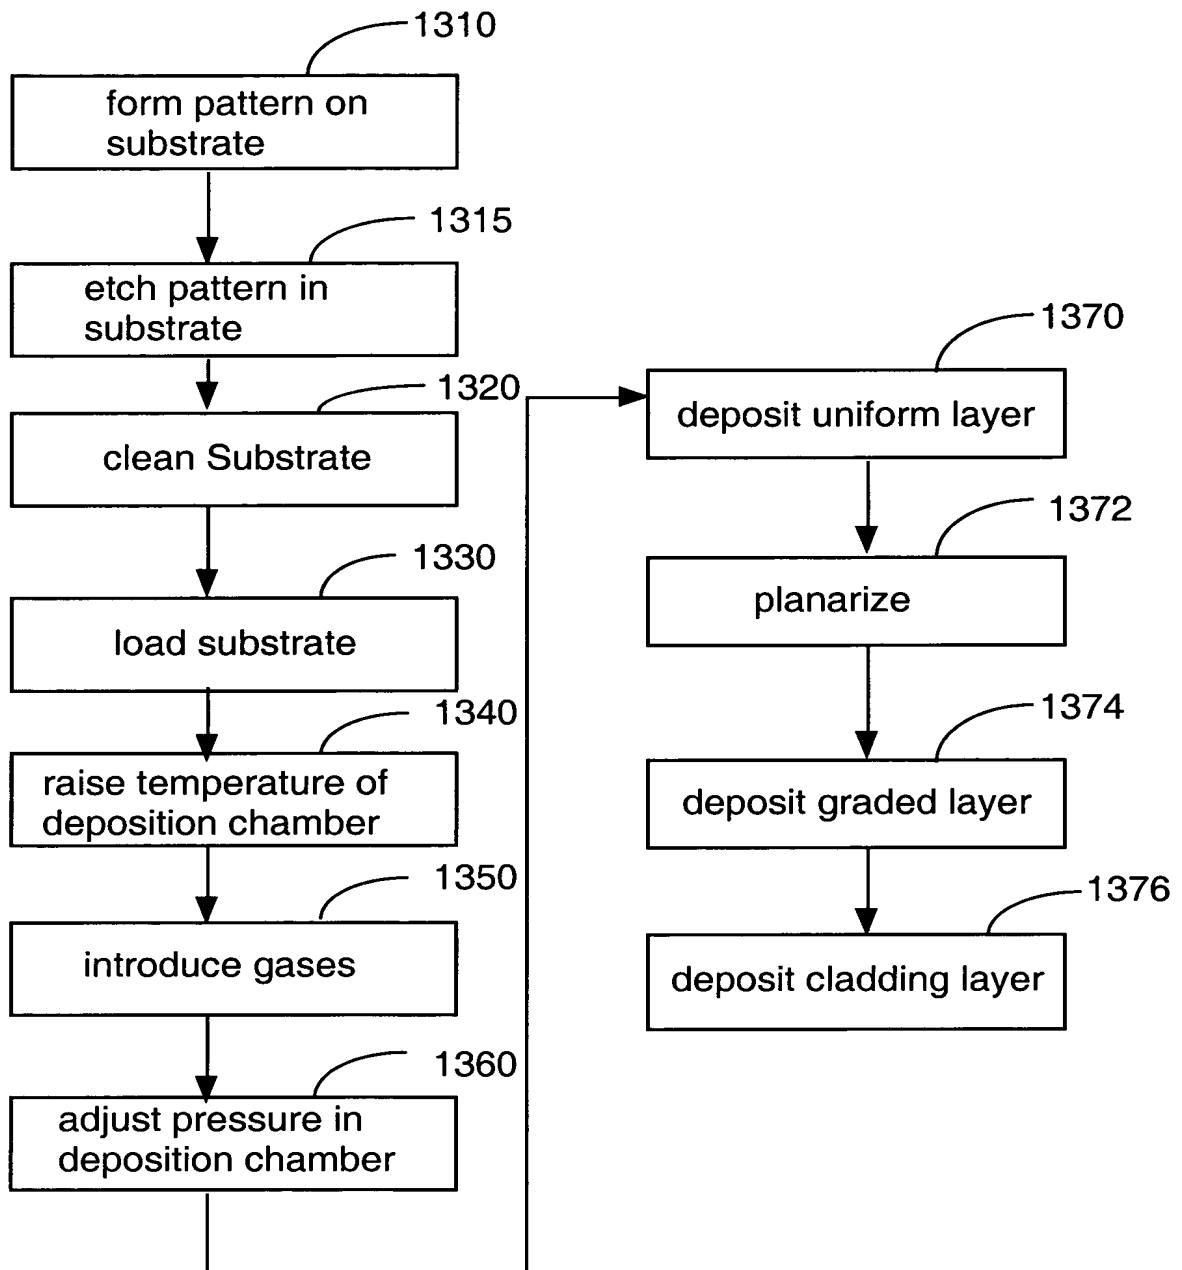 1310
form pattern on
substrate
1315
etch pattern in
substrate
1320
clean Substrate
1330
load substrate
1340
raise temperature of
deposition chamber
1350
introduce gases
1360
adjust pressure in
deposition chamber
1370
deposit uniform layer
1372
planarize
1374
deposit graded layer
1376
deposit cladding layer